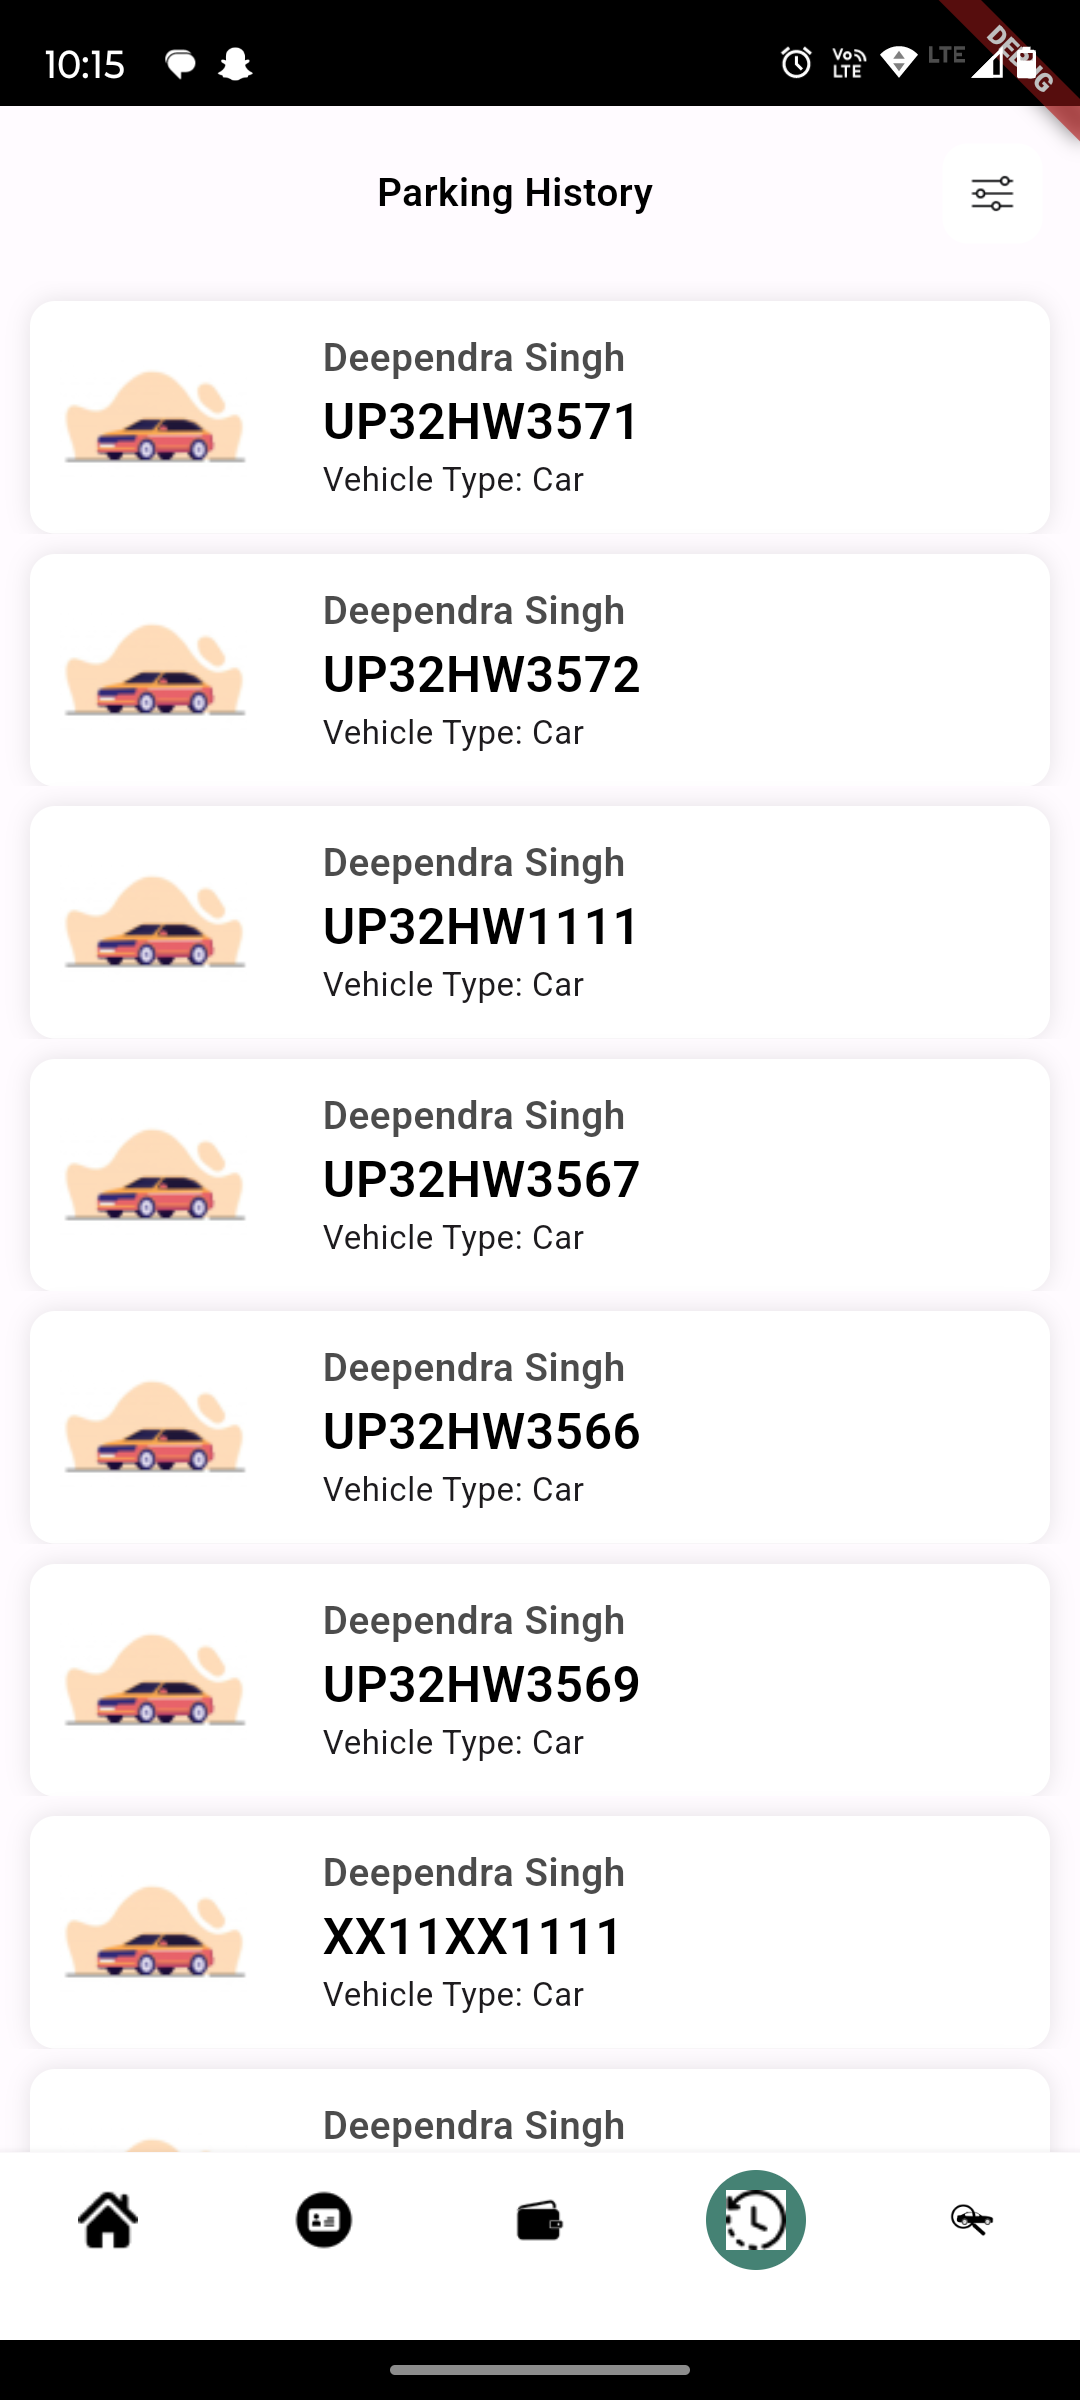 10:15
Vo LTE
LTE
DEBUG
Parking History
Deependra Singh
UP32HW3571
Vehicle Type: Car
Deependra Singh
UP32HW3572
Vehicle Type: Car
Deependra Singh
UP32HW1111
Vehicle Type: Car
Deependra Singh
UP32HW3567
Vehicle Type: Car
Deependra Singh
UP32HW3566
Vehicle Type: Car
Deependra Singh
UP32HW3569
Vehicle Type: Car
Deependra Singh
XX11XX1111
Vehicle Type: Car
Deependra Singh